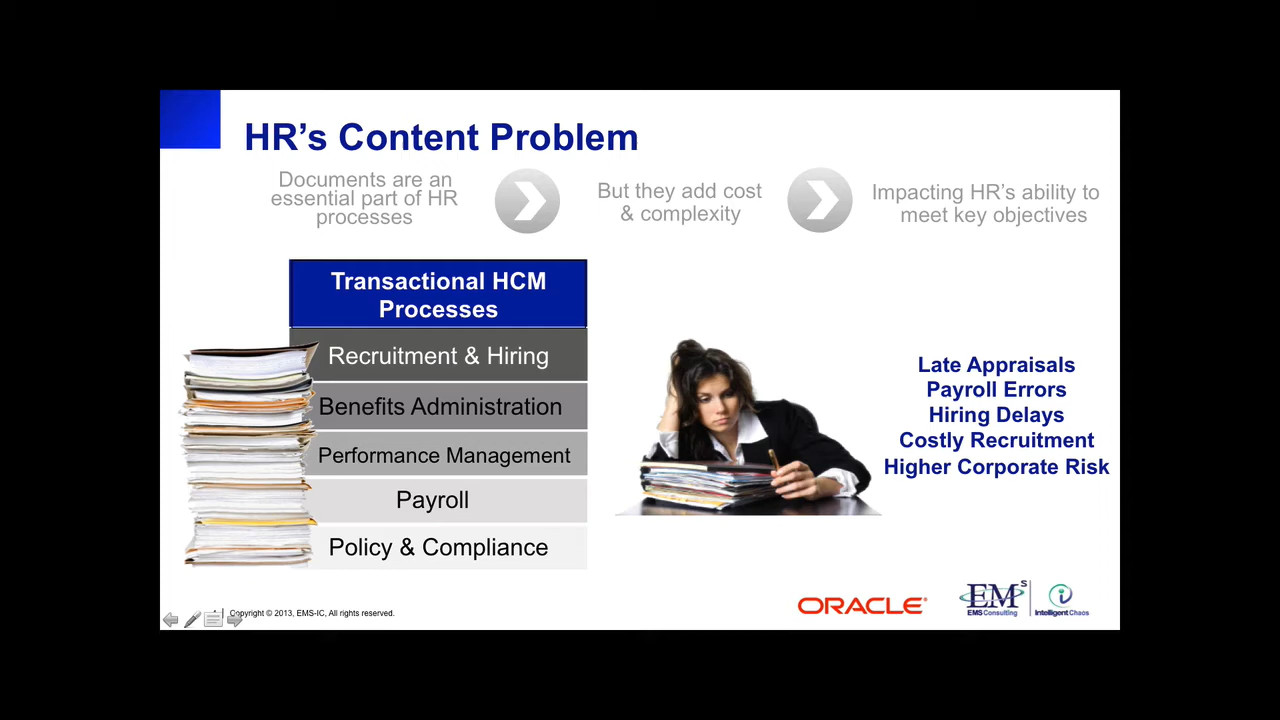 HR's Content Problem
Documents are an
essential part of HR
processes
But they add cost
& complexity
Impacting HR's ability to
meet key objectives
Transactional HCM
Processes
Recruitment & Hiring
Benefits Administration
Performance Management
Payroll
Policy & Compliance
Late Appraisals
Payroll Errors
Hiring Delays
Costly Recruitment
Higher Corporate Risk
Copyright © 2013, EMS-IC, All rights reserved.
ORACLE®
EMS
EMS Consulting
i
Intelligent Chaos